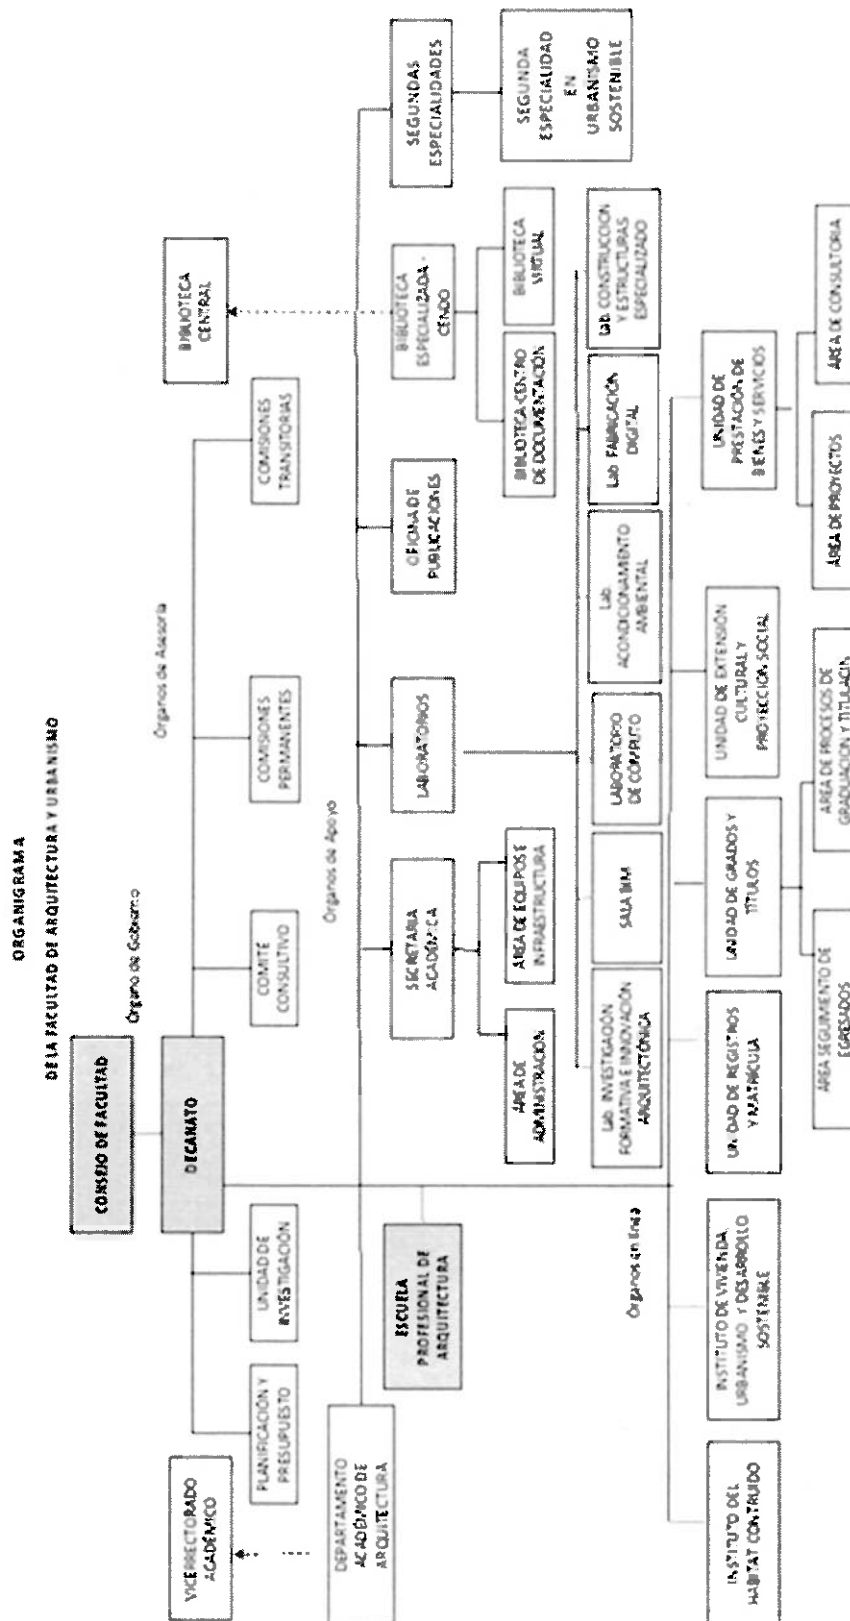 ORGANIGRAMA
DE LA FACULTAD DE ARQUITECTURA Y URBANISMO
CONSEJO DE FACULTAD
Órgano de Gobierno
DECANATO
BIBLIOTECA
CENTRAL
VICERRECTORADO
ACADÉMICO
Órganos de Asesoría
PLANIFICACIÓN Y
PRESUPUESTO
UNIDAD DE
INVESTIGACIÓN
COMITÉ
CONSULTIVO
COMISIONES
PERMANENTES
COMISIONES
TRANSITORIAS
Órganos de Apoyo
DEPARTAMENTO
ACADÉMICO DE
ARQUITECTURA
ESCUELA
PROFESIONAL DE
ARQUITECTURA
SECRETARIA
ACADÉMICA
LABORATORIOS
OFICINA DE
PUBLICACIONES
BIBLIOTECA
ESPECIALIZADA -
CENDO
SEGUNDAS
ESPECIALIDADES
ÁREA DE
ADMINISTRACIÓN
ÁREA DE EQUIPOS E
INFRAESTRUCTURA
BIBLIOTECA-CENTRO
DE DOCUMENTACIÓN
BIBLIOTECA
VIRTUAL
SEGUNDA
ESPECIALIDAD
EN
URBANISMO
SOSTENIBLE
Lab. INVESTIGACIÓN
FORMATIVA E INNOVACIÓN
ARQUITECTÓNICA
SALA BIM
LABORATORIO
DE CÓMPUTO
Lab.
ACONDICIONAMIENTO
AMBIENTAL
Lab. FABRICACIÓN
DIGITAL
Lab. CONSTRUCCION
Y ESTRUCTURAS
ESPECIALIZADO
Órganos en línea
INSTITUTO DEL
HABITAT CONTRUIDO
INSTITUTO DE VIVIENDA,
URBANISMO Y DESARROLLO
SOSTENIBLE
UNIDAD DE REGISTROS
Y MATRÍCULA
UNIDAD DE GRADOS Y
TÍTULOS
UNIDAD DE EXTENSIÓN
CULTURAL Y
PROYECCION SOCIAL
UNIDAD DE
PRESTACIÓN DE
BIENES Y SERVICIOS
ÁREA SEGUIMIENTO DE
EGRESADOS
ÁREA DE PROCESOS DE
GRADUACIÓN Y TITULACIN
ÁREA DE PROYECTOS
ÁREA DE CONSULTORIA